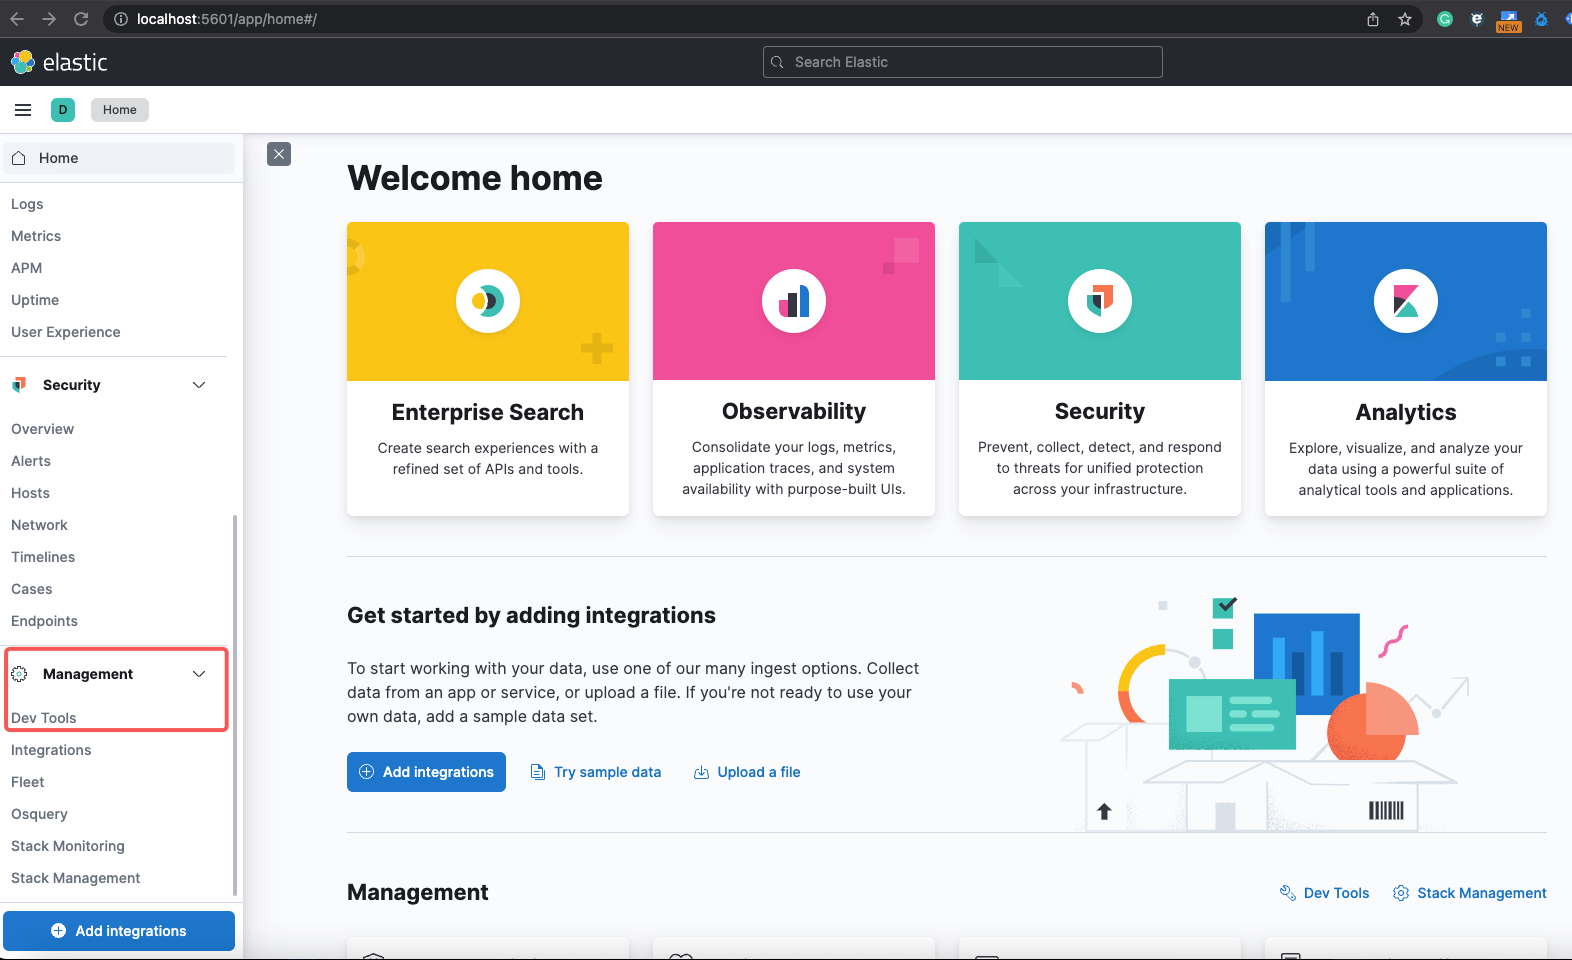 localhost:5601/app/home#/
NEW
elastic
Search Elastic
D
Home
Home
Logs
Metrics
APM
Uptime
User Experience
Security
Overview
Alerts
Hosts
Network
Timelines
Cases
Endpoints
Management
Dev Tools
Integrations
Fleet
Osquery
Stack Monitoring
Stack Management
Add integrations
Welcome home
Enterprise Search
Create search experiences with a
refined set of APIs and tools.
Observability
Consolidate your logs, metrics,
application traces, and system
availability with purpose-built UIs.
Security
Prevent, collect, detect, and respond
to threats for unified protection
across your infrastructure.
Analytics
Explore, visualize, and analyze your
data using a powerful suite of
analytical tools and applications.
Get started by adding integrations
To start working with your data, use one of our many ingest options. Collect
data from an app or service, or upload a file. If you're not ready to use your
own data, add a sample data set.
Add integrations
Try sample data
Upload a file
Management
Dev Tools
Stack Management